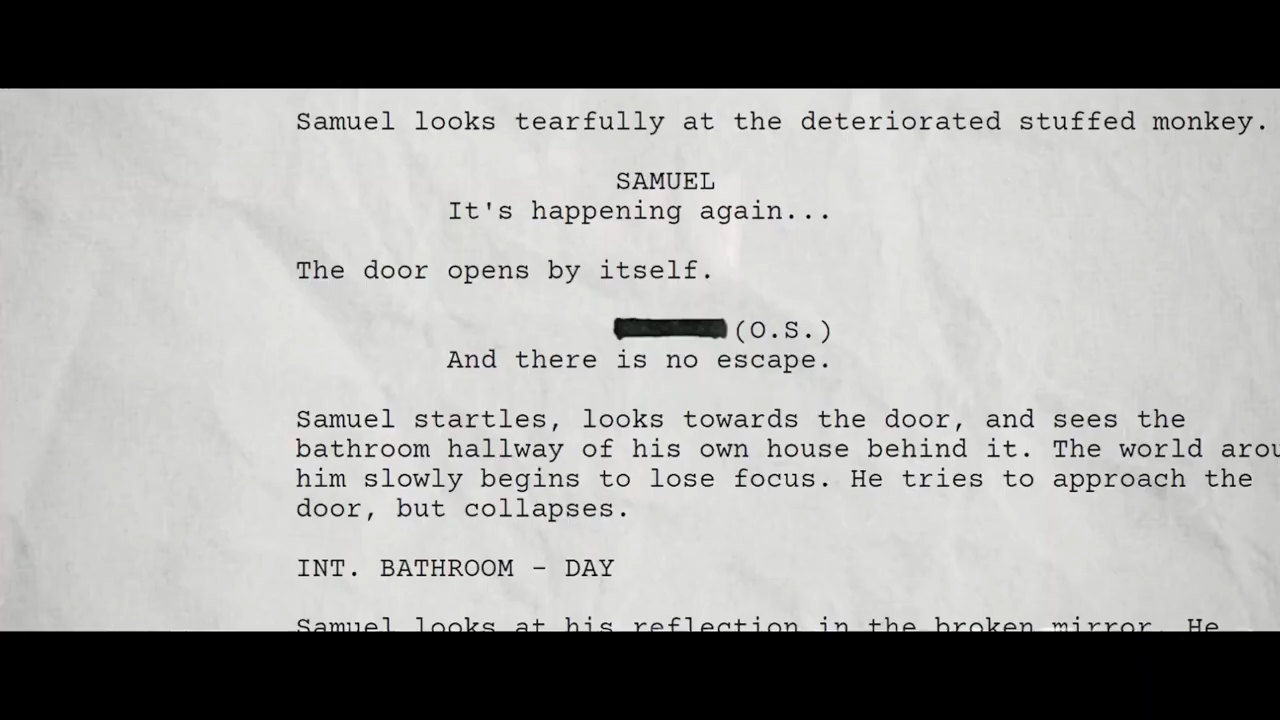 Samuel looks tearfully at the deteriorated stuffed monkey.
SAMUEL
It's happening again...
The door opens by itself.
(O.S.)
And there is no escape.
Samuel startles, looks towards the door, and sees the
bathroom hallway of his own house behind it. The world arou
him slowly begins to lose focus. He tries to approach the
door, but collapses.
INT. BATHROOM - DAY
Samuel looks at his reflection in the broken mirror. He